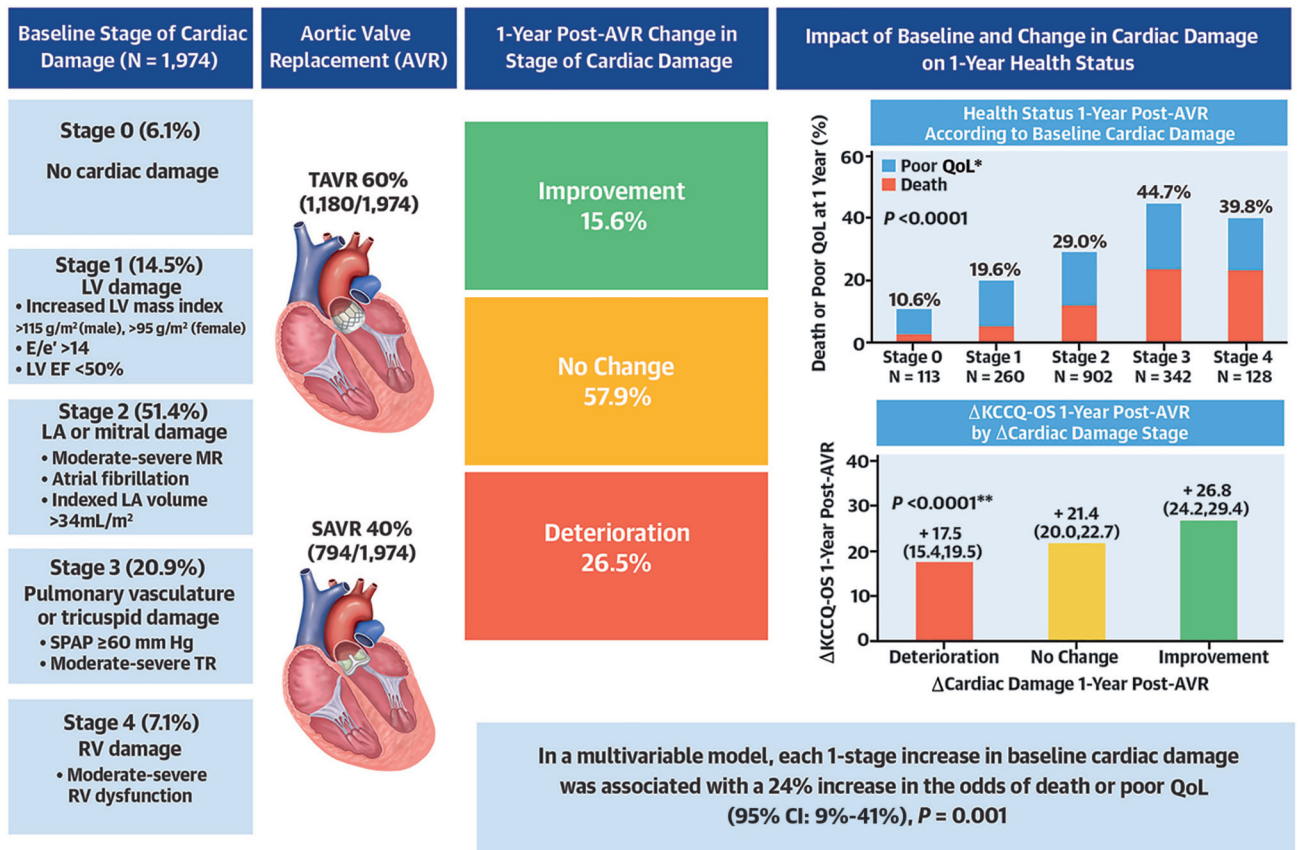 Baseline Stage of Cardiac
Damage (N = 1,974)
Stage 0 (6.1%)
No cardiac damage
Stage 1 (14.5%)
LV damage
• Increased LV mass index
>115 g/m² (male), >95 g/m² (female)
• E/e′ >14
• LV EF <50%
Stage 2 (51.4%)
LA or mitral damage
• Moderate-severe MR
• Atrial fibrillation
• Indexed LA volume
>34mL/m²
Stage 3 (20.9%)
Pulmonary vasculature
or tricuspid damage
• SPAP ≥60 mm Hg
• Moderate-severe TR
Stage 4 (7.1%)
RV damage
• Moderate-severe
RV dysfunction
Aortic Valve
Replacement (AVR)
TAVR 60%
(1,180/1,974)
SAVR 40%
(794/1,974)
1-Year Post-AVR Change in
Stage of Cardiac Damage
Improvement
15.6%
No Change
57.9%
Deterioration
26.5%
Impact of Baseline and Change in Cardiac Damage
on 1-Year Health Status
Health Status 1-Year Post-AVR
According to Baseline Cardiac Damage
Death or Poor QoL at 1 Year (%)
60
40
20
0
Poor QoL*
Death
P <0.0001
10.6%
19.6%
29.0%
44.7%
39.8%
Stage 0 Stage 1 Stage 2 Stage 3 Stage 4
N = 113 N = 260 N = 902 N = 342 N = 128
ΔKCCQ-OS 1-Year Post-AVR
by ΔCardiac Damage Stage
ΔKCCQ-OS 1-Year Post-AVR
40
30
20
10
0
P <0.0001**
+ 17.5
(15.4,19.5)
+ 21.4
(20.0,22.7)
+ 26.8
(24.2,29.4)
Deterioration No Change Improvement
ΔCardiac Damage 1-Year Post-AVR
In a multivariable model, each 1-stage increase in baseline cardiac damage
was associated with a 24% increase in the odds of death or poor QoL
(95% CI: 9%-41%), P = 0.001